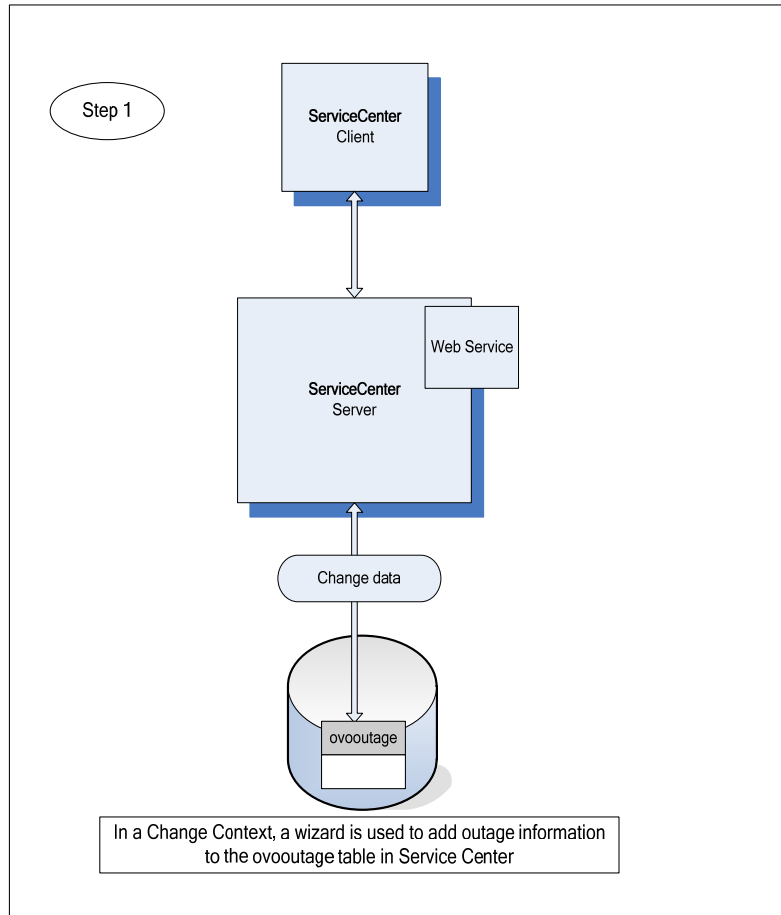 Step 1
ServiceCenter
Client
Web Service
ServiceCenter
Server
Change data
ovooutage
In a Change Context, a wizard is used to add outage information
to the ovooutage table in Service Center